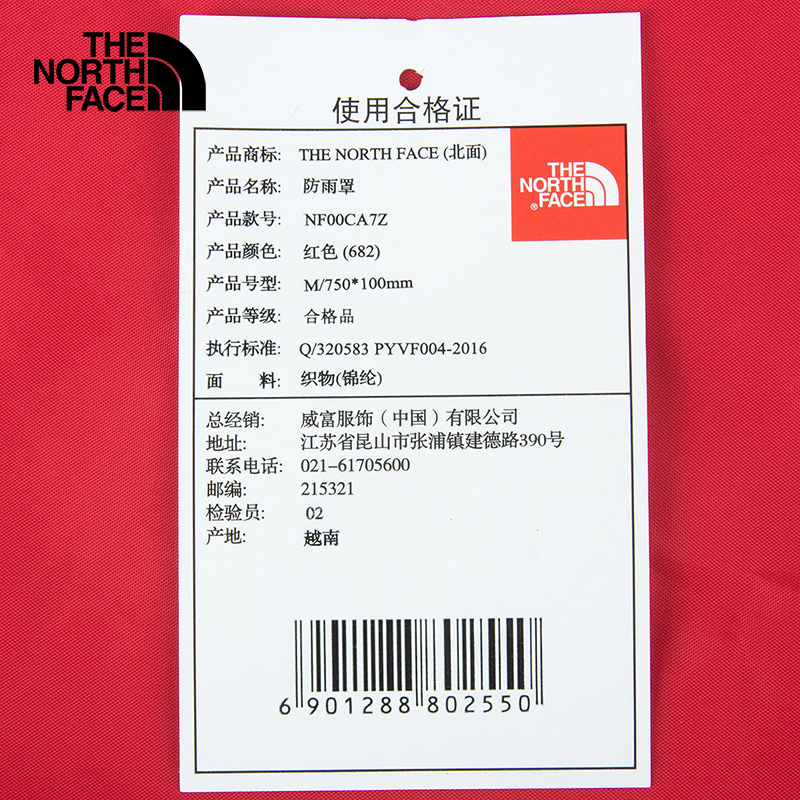 THE
NORTH
FACE
使用合格证
产品商标: THE NORTH FACE (北面)
THE
NORTH
®FACE
产品名称: 防雨罩
产品款号: NF00CA7Z
产品颜色: 红色 (682)
产品号型: M/750*100mm
产品等级: 合格品
执行标准: Q/320583 PYVF004-2016
面 料: 织物(锦纶)
总经销: 威富服饰（中国）有限公司
地址: 江苏省昆山市张浦镇建德路390号
联系电话: 021-61705600
邮编: 215321
检验员: 02
产地: 越南
6 901288 802550